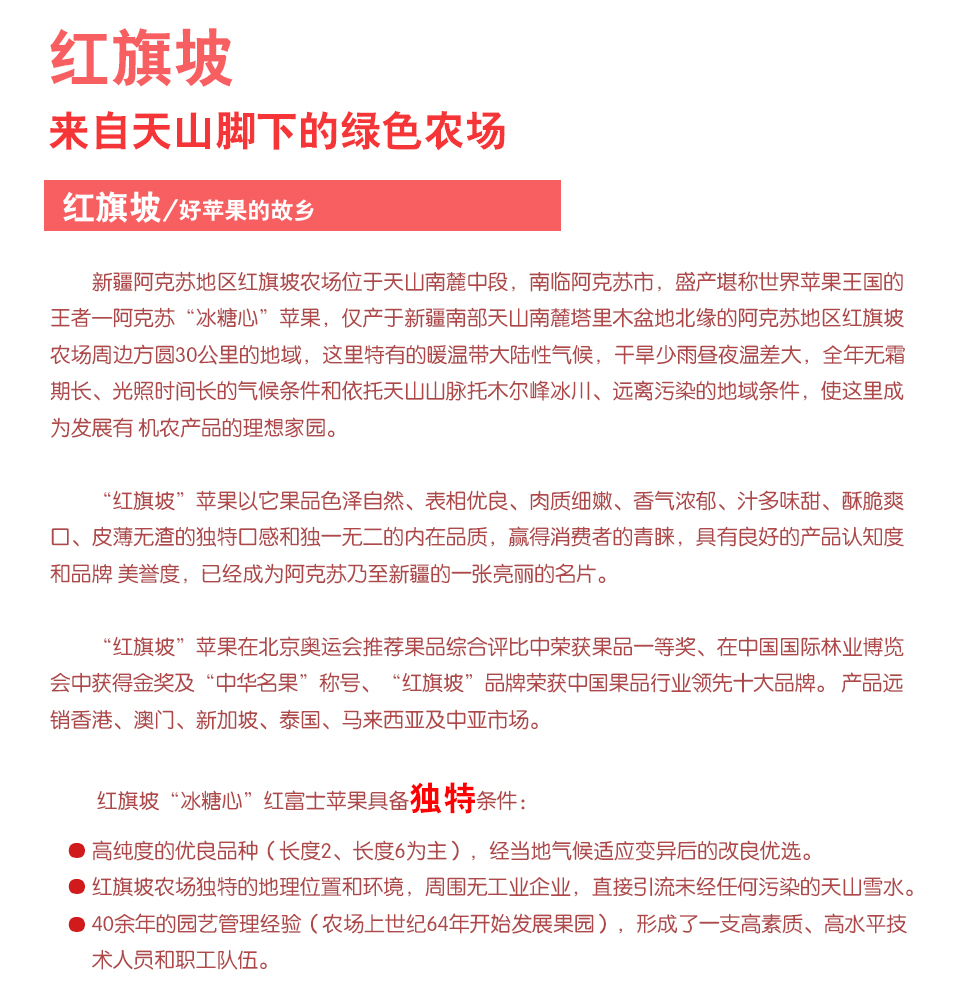 红旗坡
来自天山脚下的绿色农场
红旗坡/好苹果的故乡
新疆阿克苏地区红旗坡农场位于天山南麓中段，南临阿克苏市，盛产堪称世界苹果王国的
王者一阿克苏“冰糖心”苹果，仅产于新疆南部天山南麓塔里木盆地北缘的阿克苏地区红旗坡
农场周边方圆30公里的地域，这里特有的暖温带大陆性气候，干旱少雨昼夜温差大，全年无霜
期长、光照时间长的气候条件和依托天山山脉托木尔峰冰川、远离污染的地域条件，使这里成
为发展有 机农产品的理想家园。
“红旗坡”苹果以它果品色泽自然、表相优良、肉质细嫩、香气浓郁、汁多味甜、酥脆爽
口、皮薄无渣的独特口感和独一无二的内在品质，赢得消费者的青睐，具有良好的产品认知度
和品牌 美誉度，已经成为阿克苏乃至新疆的一张亮丽的名片。
“红旗坡”苹果在北京奥运会推荐果品综合评比中荣获果品一等奖、在中国国际林业博览
会中获得金奖及“中华名果”称号、“红旗坡”品牌荣获中国果品行业领先十大品牌。 产品远
销香港、澳门、新加坡、泰国、马来西亚及中亚市场。
红旗坡“冰糖心”红富士苹果具备独特条件：
● 高纯度的优良品种（长度2、长度6为主），经当地气候适应变异后的改良优选。
● 红旗坡农场独特的地理位置和环境，周围无工业企业，直接引流未经任何污染的天山雪水。
● 40余年的园艺管理经验（农场上世纪64年开始发展果园），形成了一支高素质、高水平技
术人员和职工队伍。